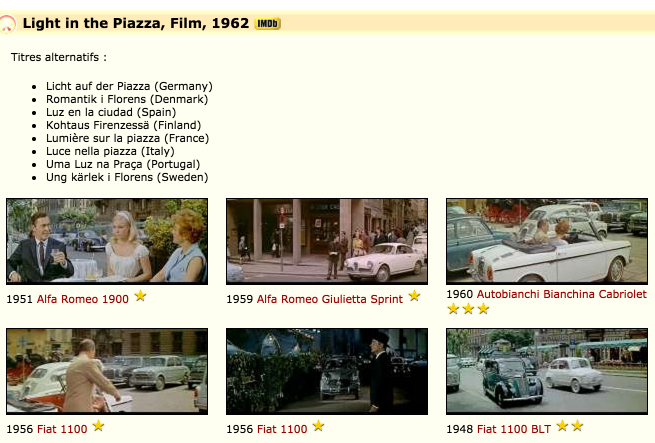 Light in the Piazza, Film, 1962 IMDb
Titres alternatifs :
Licht auf der Piazza (Germany)
Romantik i Florens (Denmark)
Luz en la ciudad (Spain)
Kohtaus Firenzessä (Finland)
Lumière sur la piazza (France)
Luce nella piazza (Italy)
Uma Luz na Praça (Portugal)
Ung kärlek i Florens (Sweden)
1951 Alfa Romeo 1900
1959 Alfa Romeo Giulietta Sprint
1960 Autobianchi Bianchina Cabriolet
1956 Fiat 1100
1956 Fiat 1100
1948 Fiat 1100 BLT